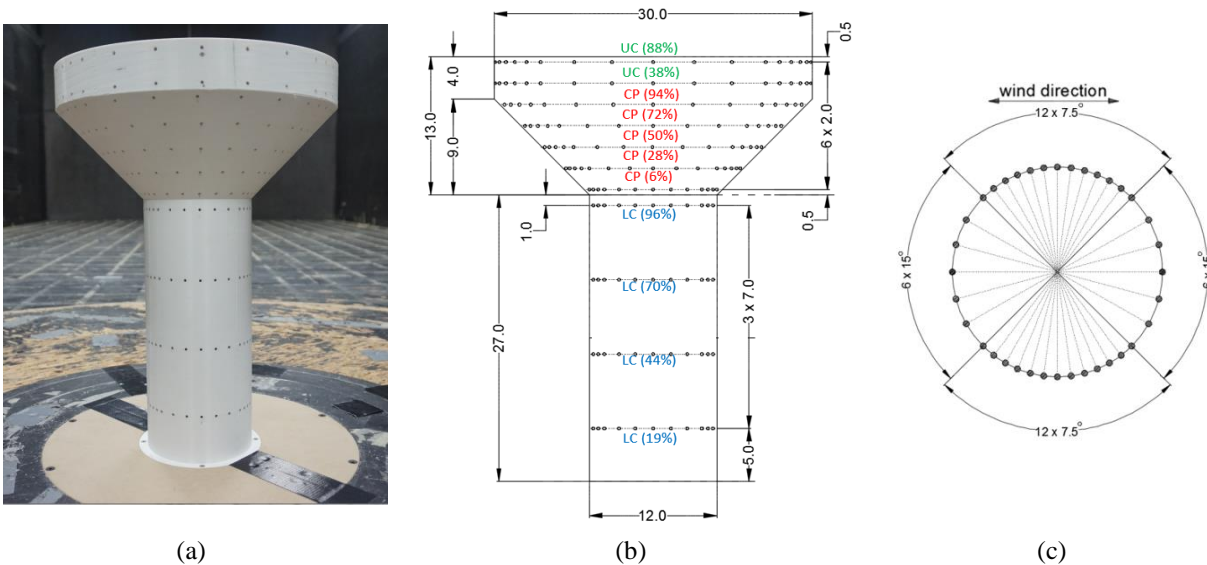 30.0
0.5
UC (88%)
4.0
UC (38%)
CP (94%)
13.0
CP (72%)
6 x 2.0
9.0
CP (50%)
CP (28%)
CP (6%)
LC (96%)
1.0
0.5
LC (70%)
3 x 7.0
27.0
LC (44%)
LC (19%)
5.0
12.0
wind direction
12 x 7.5°
6 x 15°
6 x 15°
12 x 7.5°
(a)
(b)
(c)